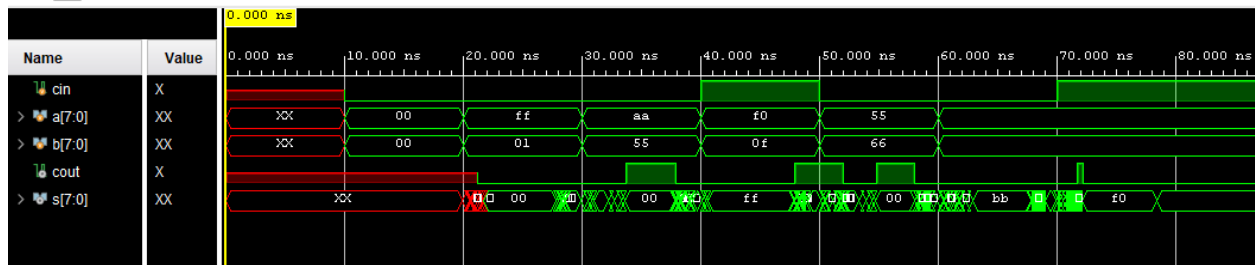 0.000 ns
Name Value 0.000 ns 10.000 ns 20.000 ns 30.000 ns 40.000 ns 50.000 ns 60.000 ns 70.000 ns 80.000 ns
cin X
a[7:0] XX XX 00 ff aa f0 55
b[7:0] XX XX 00 01 55 0f 66
cout X
s[7:0] XX XX 00 00 ff 00 bb f0